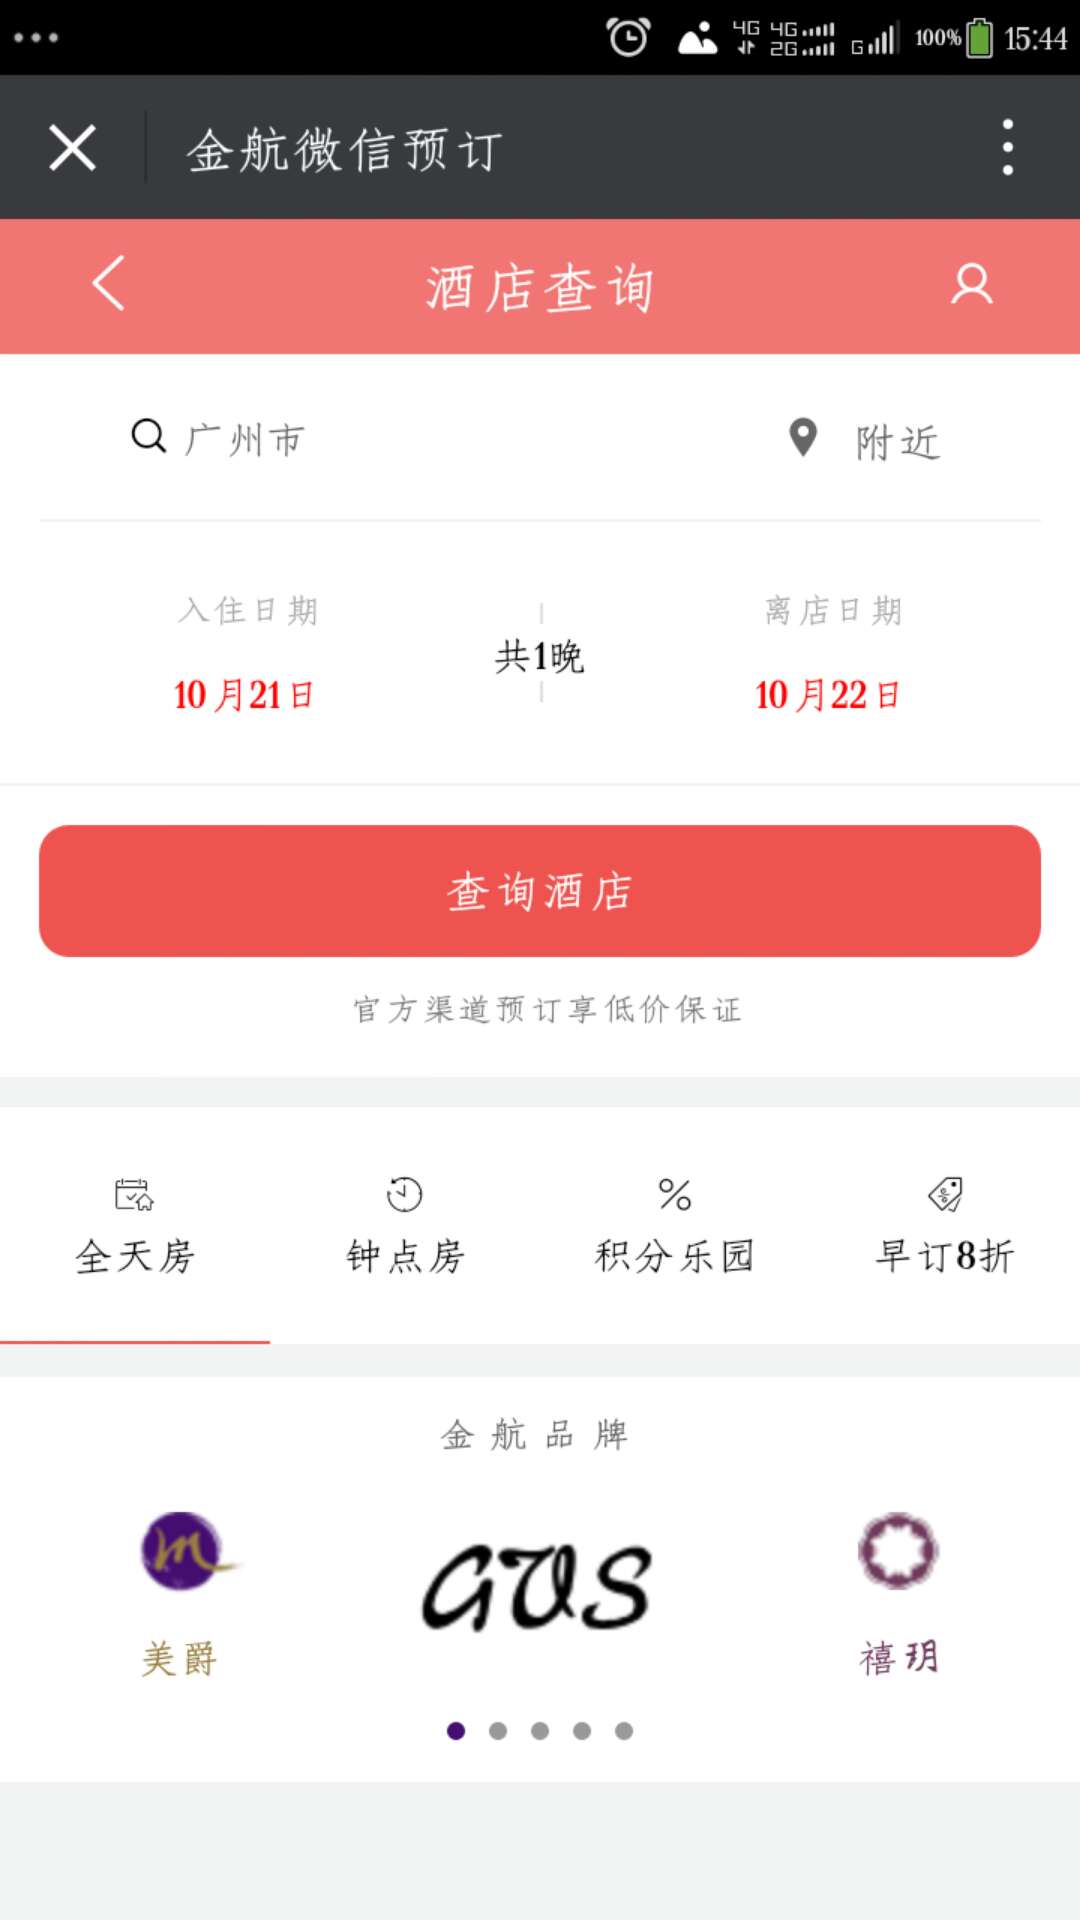 4G 4G 2G G 100% 15:44
金航微信预订
酒店查询
广州市 附近
入住日期 离店日期
共1晚
10月21日 10月22日
查询酒店
官方渠道预订享低价保证
全天房 钟点房 积分乐园 早订8折
金航品牌
m GVS
美爵 禧玥